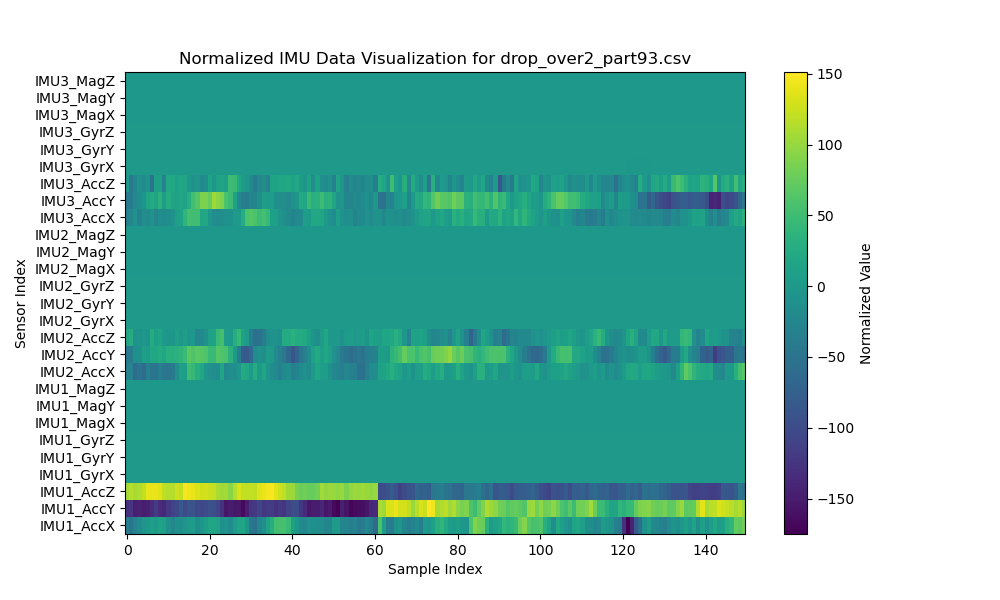 Normalized IMU Data Visualization for drop_over2_part93.csv
Sensor Index
IMU3_MagZ
IMU3_MagY
IMU3_MagX
IMU3_GyrZ
IMU3_GyrY
IMU3_GyrX
IMU3_AccZ
IMU3_AccY
IMU3_AccX
IMU2_MagZ
IMU2_MagY
IMU2_MagX
IMU2_GyrZ
IMU2_GyrY
IMU2_GyrX
IMU2_AccZ
IMU2_AccY
IMU2_AccX
IMU1_MagZ
IMU1_MagY
IMU1_MagX
IMU1_GyrZ
IMU1_GyrY
IMU1_GyrX
IMU1_AccZ
IMU1_AccY
IMU1_AccX
0 20 40 60 80 100 120 140
Sample Index
150
100
50
0
−50
−100
−150
Normalized Value